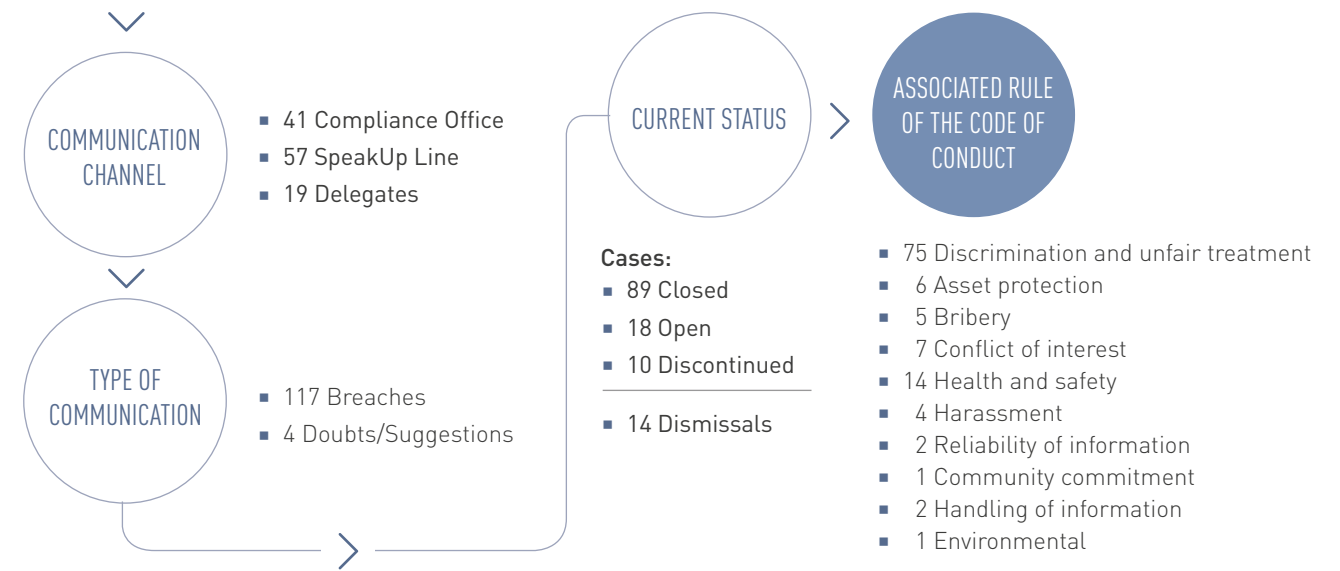 COMMUNICATION
CHANNEL
41 Compliance Office
57 SpeakUp Line
19 Delegates
TYPE OF
COMMUNICATION
117 Breaches
4 Doubts/Suggestions
CURRENT STATUS
Cases:
89 Closed
18 Open
10 Discontinued
14 Dismissals
ASSOCIATED RULE
OF THE CODE OF
CONDUCT
75 Discrimination and unfair treatment
6 Asset protection
5 Bribery
7 Conflict of interest
14 Health and safety
4 Harassment
2 Reliability of information
1 Community commitment
2 Handling of information
1 Environmental